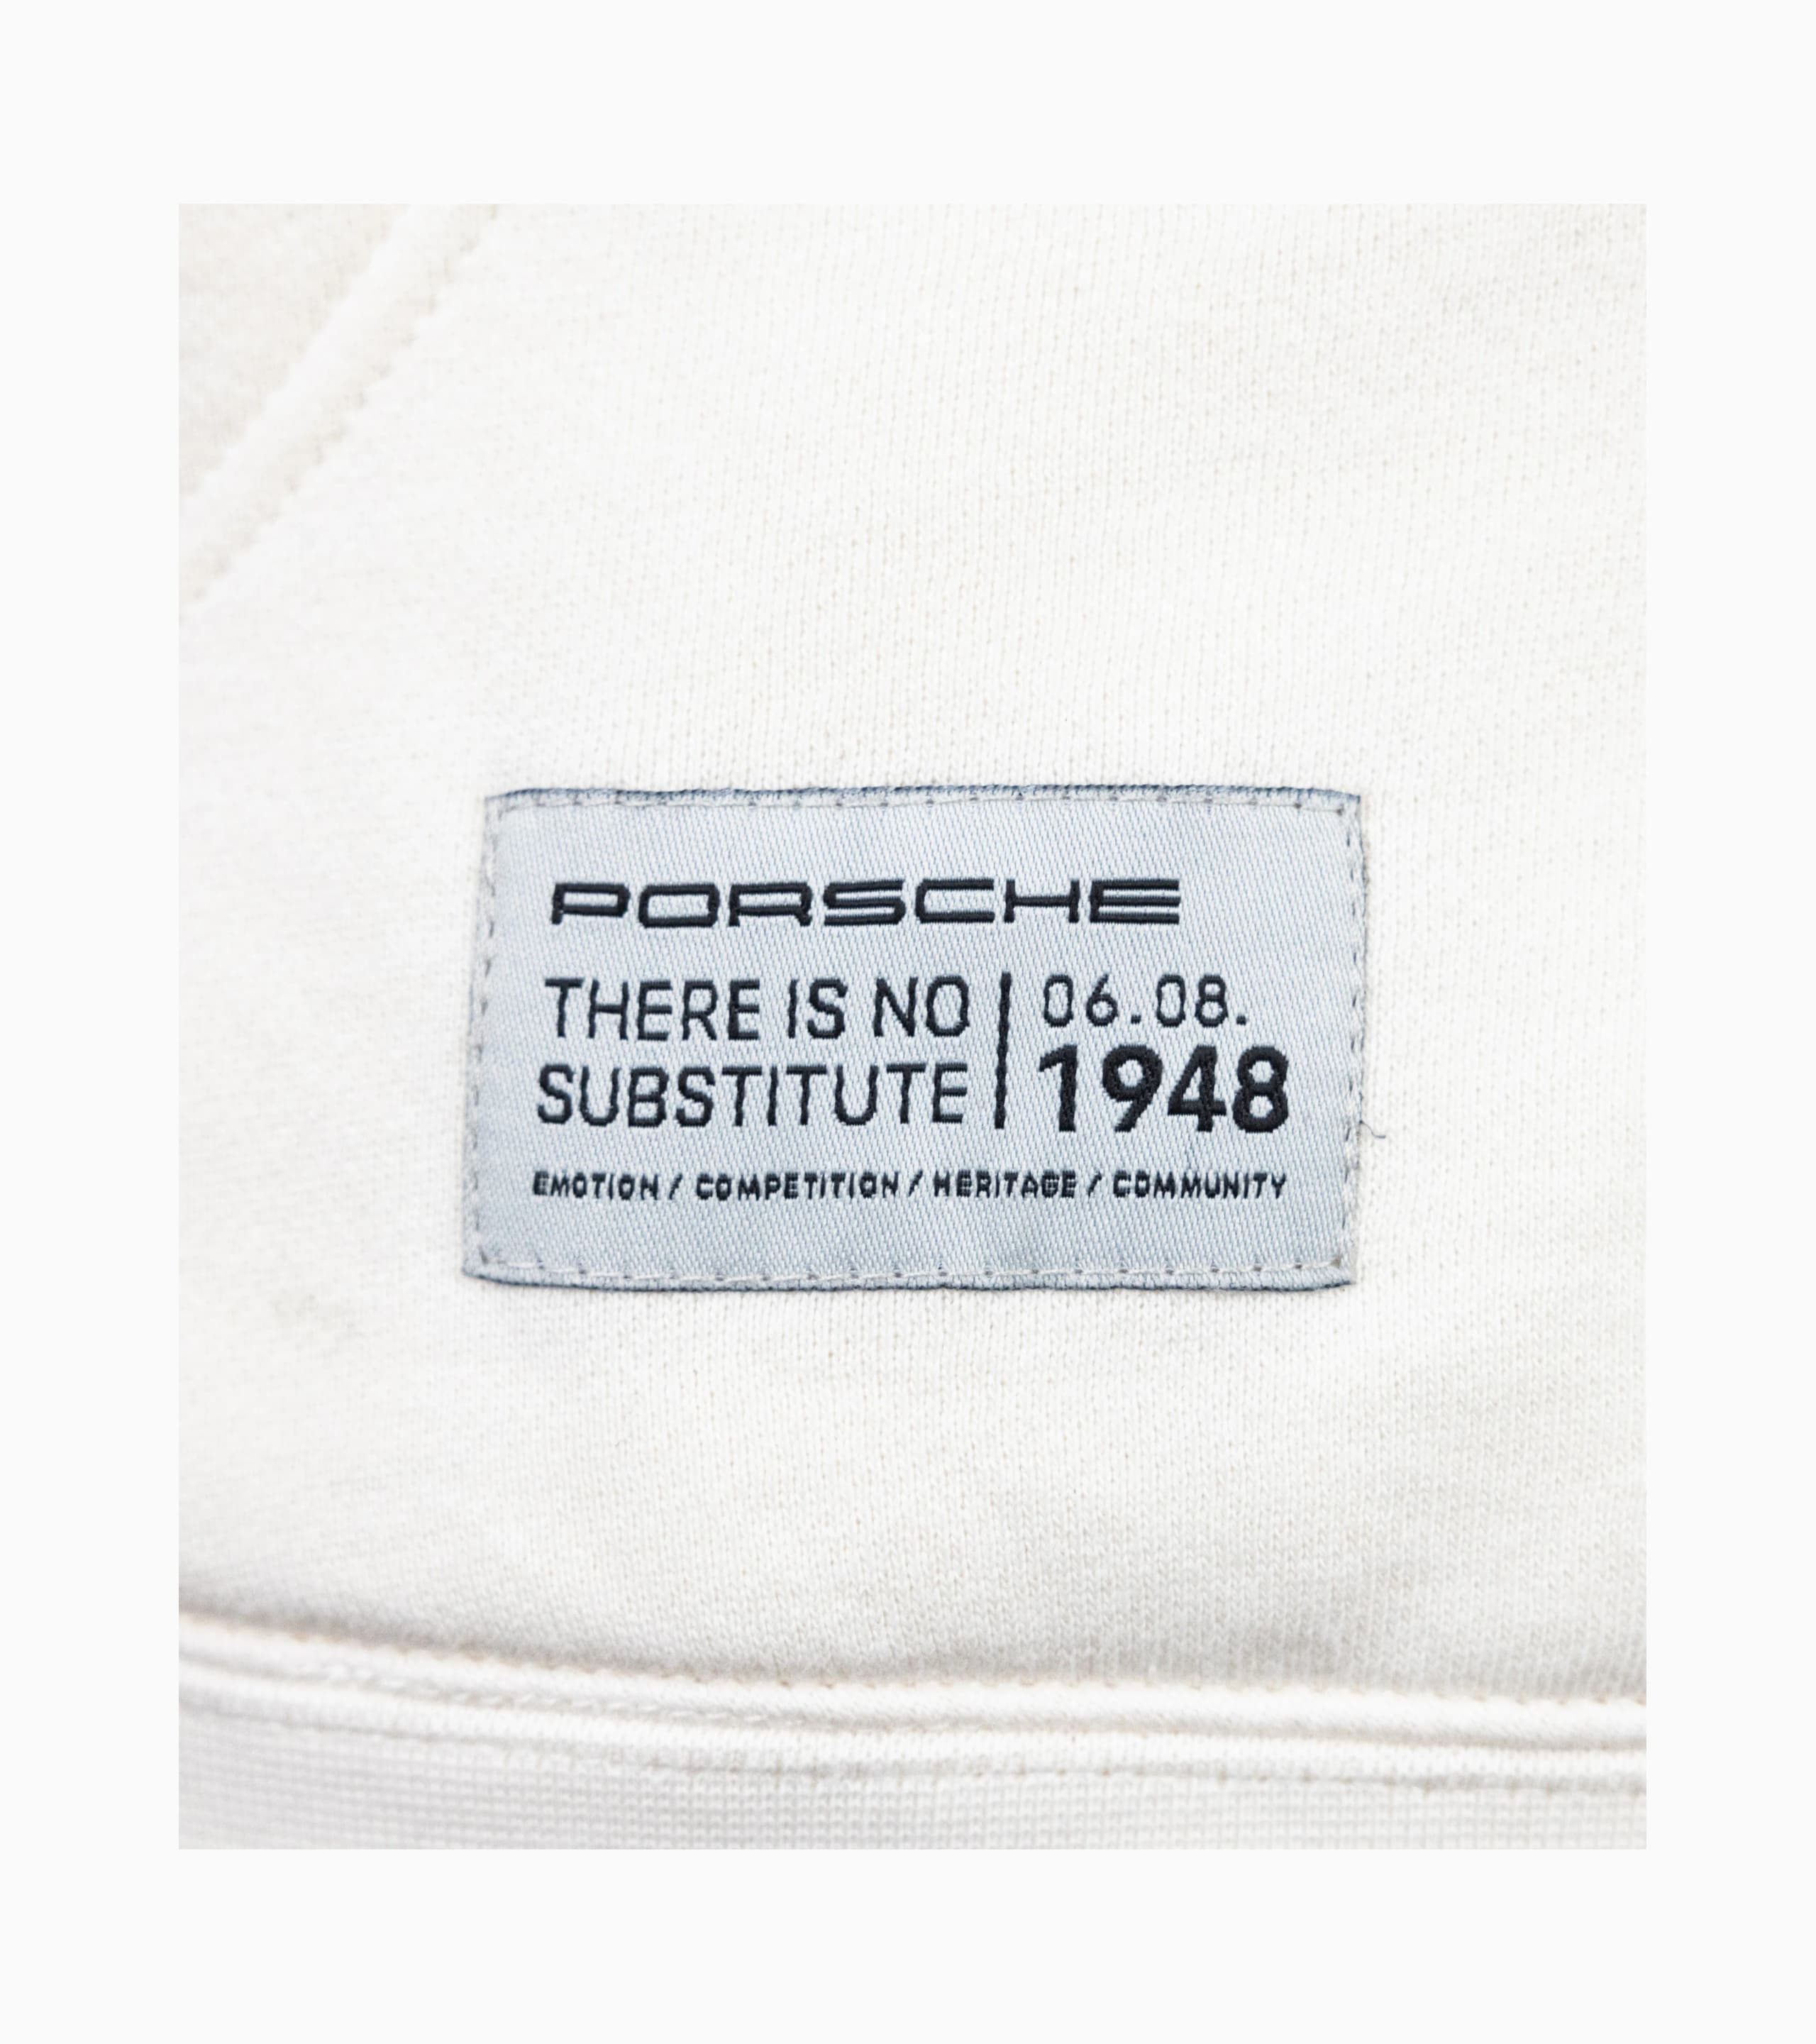 PORSCHE
THERE IS NO
SUBSTITUTE
06.08.
1948
EMOTION / COMPETITION / HERITAGE / COMMUNITY